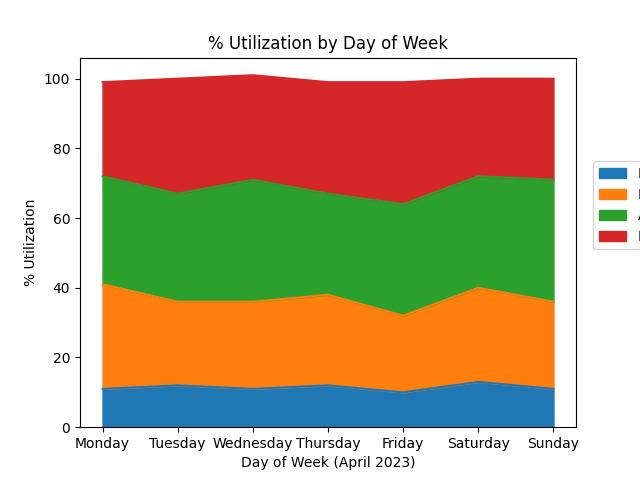 % Utilization by Day of Week
100
80
60
40
20
0
% Utilization
Monday Tuesday Wednesday Thursday Friday Saturday Sunday
Day of Week (April 2023)